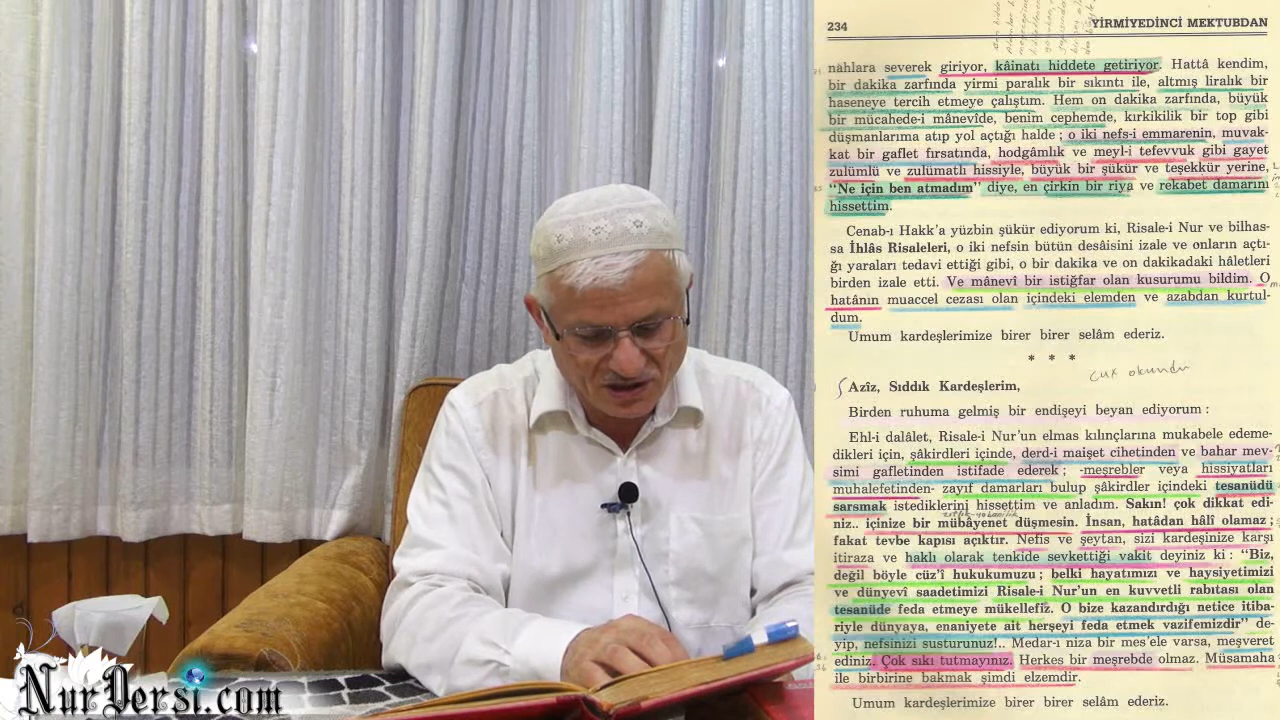 234
YİRMİYEDİNCİ MEKTUBDAN
nahlara severek giriyor, kâinatı hiddete getiriyor. Hattâ kendim,
bir dakika zarfında yirmi paralık bir sıkıntı ile, altmış liralık bir
haseneye tercih etmeye çalıştım. Hem on dakika zarfında, büyük
bir mücahede-i mânevîde, benim cephemde, kırkikilik bir top gibi
düşmanlarıma atıp yol açtığı halde; o iki nefs-i emmarenin, muvak-
kat bir gaflet fırsatında, hodgâmlık ve meyl-i tefevvuk gibi gayet
zulümlü ve zulümatlı hissiyle, büyük bir şükür ve teşekkür yerine,
"Ne için ben atmadım" diye, en çirkin bir riya ve rekabet damarını
hissettim.
Cenab-ı Hakk'a yüzbin şükür ediyorum ki, Risale-i Nur ve bilhas-
sa İhlâs Risaleleri, o iki nefsin bütün desâisini izale ve onların açtı-
ğı yaraları tedavi ettiği gibi, o bir dakika ve on dakikadaki hâletleri
birden izale etti. Ve mânevî bir istiğfar olan kusurumu bildim. O
hatânın muaccel cezası olan içindeki elemden ve azabdan kurtul-
dum.
Umum kardeşlerimize birer birer selâm ederiz.
* * *
çux okundu
Azîz, Sıddık Kardeşlerim,
Birden ruhuma gelmiş bir endişeyi beyan ediyorum :
Ehl-i dalâlet, Risale-i Nur'un elmas kılınçlarına mukabele edeme-
dikleri için, şâkirdleri içinde, derd-i maişet cihetinden ve bahar mev-
simi gafletinden istifade ederek ; -meşrebler veya hissiyatları
muhalefetinden- zayıf damarları bulup şâkirdler içindeki tesanüdü
sarsmak istediklerini hissettim ve anladım. Sakın! çok dikkat edi-
niz.. içinize bir mübâyenet düşmesin. İnsan, hatâdan hâlî olamaz ;
fakat tevbe kapısı açıktır. Nefis ve şeytan, sizi kardeşinize karşı
itiraza ve haklı olarak tenkide sevkettiği vakit deyiniz ki : "Biz,
değil böyle cüz'î hukukumuzu ; belki hayatımızı ve haysiyetimizi
ve dünyevî saadetimizi Risale-i Nur'un en kuvvetli rabıtası olan
tesanüde feda etmeye mükellefiz. O bize kazandırdığı netice itiba-
riyle dünyaya, enaniyete ait herşeyi feda etmek vazifemizdir" de-
yip, nefsinizi susturunuz!.. Medar-ı niza bir mes'ele varsa, meşveret
ediniz. Çok sıkı tutmayınız. Herkes bir meşrebde olmaz. Müsamaha
ile birbirine bakmak şimdi elzemdir.
Umum kardeşlerimize birer birer selâm ederiz.
NurDersi.com